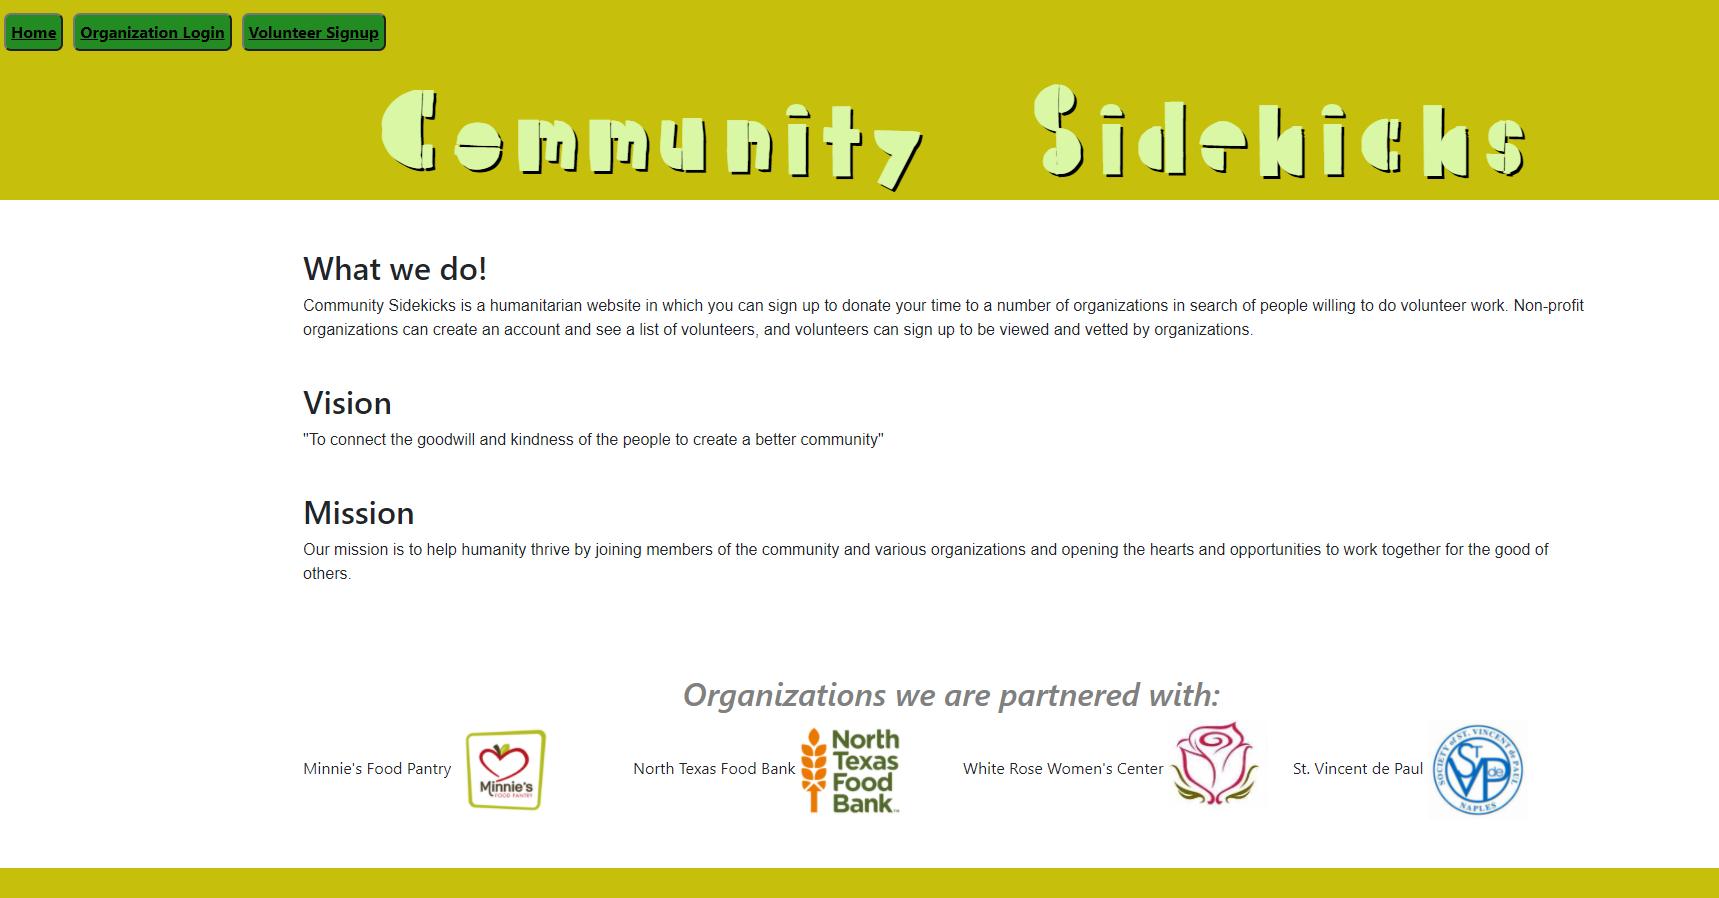 Home Organization Login Volunteer Signup
Community Sidekicks
What we do!
Community Sidekicks is a humanitarian website in which you can sign up to donate your time to a number of organizations in search of people willing to do volunteer work. Non-profit
organizations can create an account and see a list of volunteers, and volunteers can sign up to be viewed and vetted by organizations.
Vision
"To connect the goodwill and kindness of the people to create a better community"
Mission
Our mission is to help humanity thrive by joining members of the community and various organizations and opening the hearts and opportunities to work together for the good of
others.
Organizations we are partnered with:
Minnie's Food Pantry
Minnie's
FOOD PANTRY
North Texas Food Bank
North
Texas
Food
Bank™
White Rose Women's Center
St. Vincent de Paul
SOCIETY of ST. VINCENT de PAUL
STVdeP
NAPLES